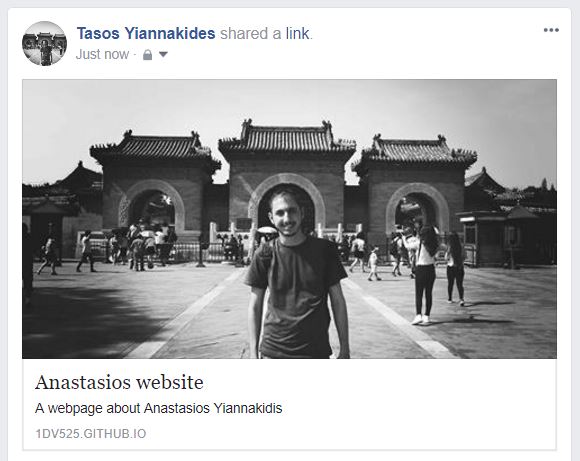 Tasos Yiannakides shared a link.
Just now ·
Anastasios website
A webpage about Anastasios Yiannakidis
1DV525.GITHUB.IO